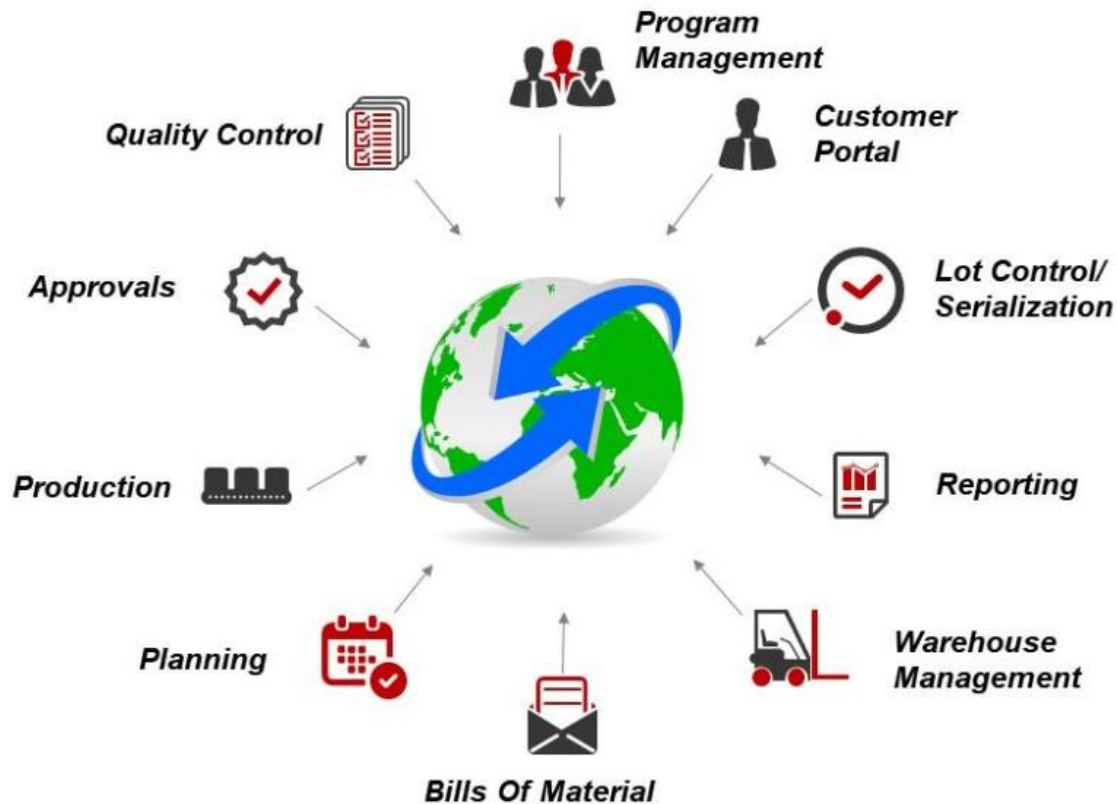 Program
Management
Customer
Portal
Quality Control
Lot Control/
Serialization
Approvals
Reporting
Production
Warehouse
Management
Planning
Bills Of Material